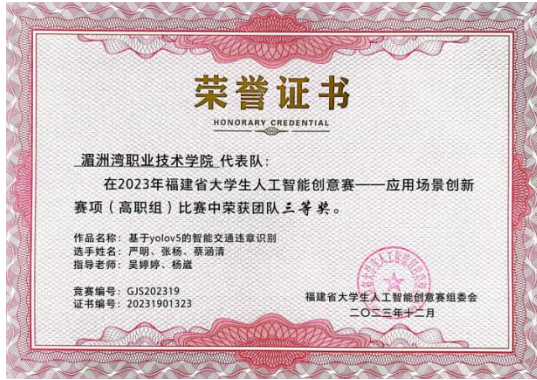 荣誉证书
HONORARY CREDENTIAL
湄洲湾职业技术学院 代表队：
在2023年福建省大学生人工智能创意赛——应用场景创新
赛项（高职组）比赛中荣获团队三等奖。
作品名称：基于yolov5的智能交通违章识别
选手姓名：严明、张杨、蔡涵清
指导老师：吴婷婷、杨崴
竞赛编号：GJS202319
证书编号：20231901323
福建省大学生人工智能创意赛组委会
二〇二三年十二月